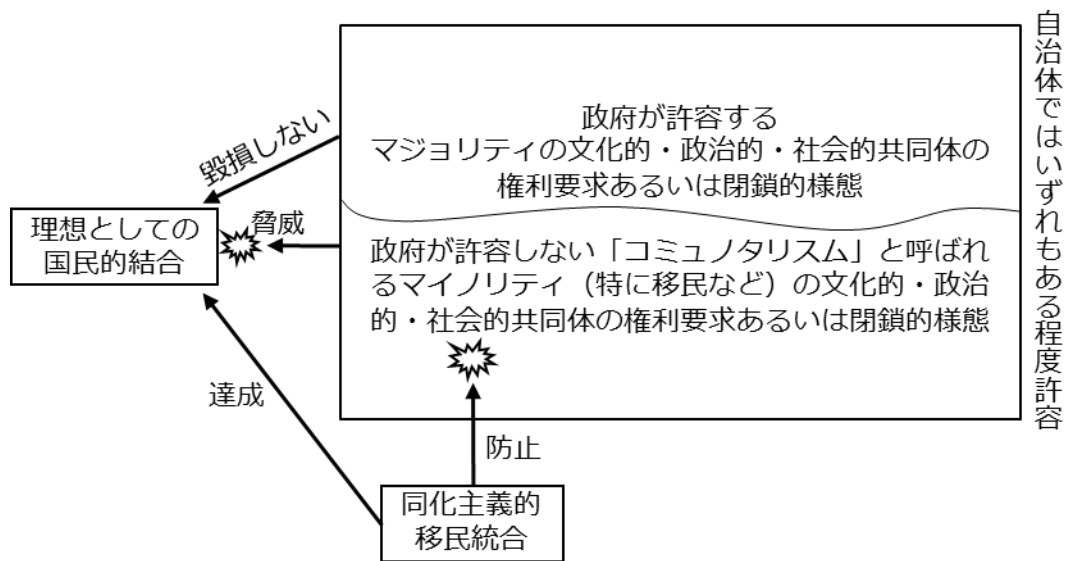 政府が許容する
マジョリティの文化的・政治的・社会的共同体の
権利要求あるいは閉鎖的様態
自治体ではいずれもある程度許容
毀損しない
理想としての
国民的結合
脅威
政府が許容しない「コミュノタリスム」と呼ばれ
るマイノリティ（特に移民など）の文化的・政治
的・社会的共同体の権利要求あるいは閉鎖的様態
達成
防止
同化主義的
移民統合